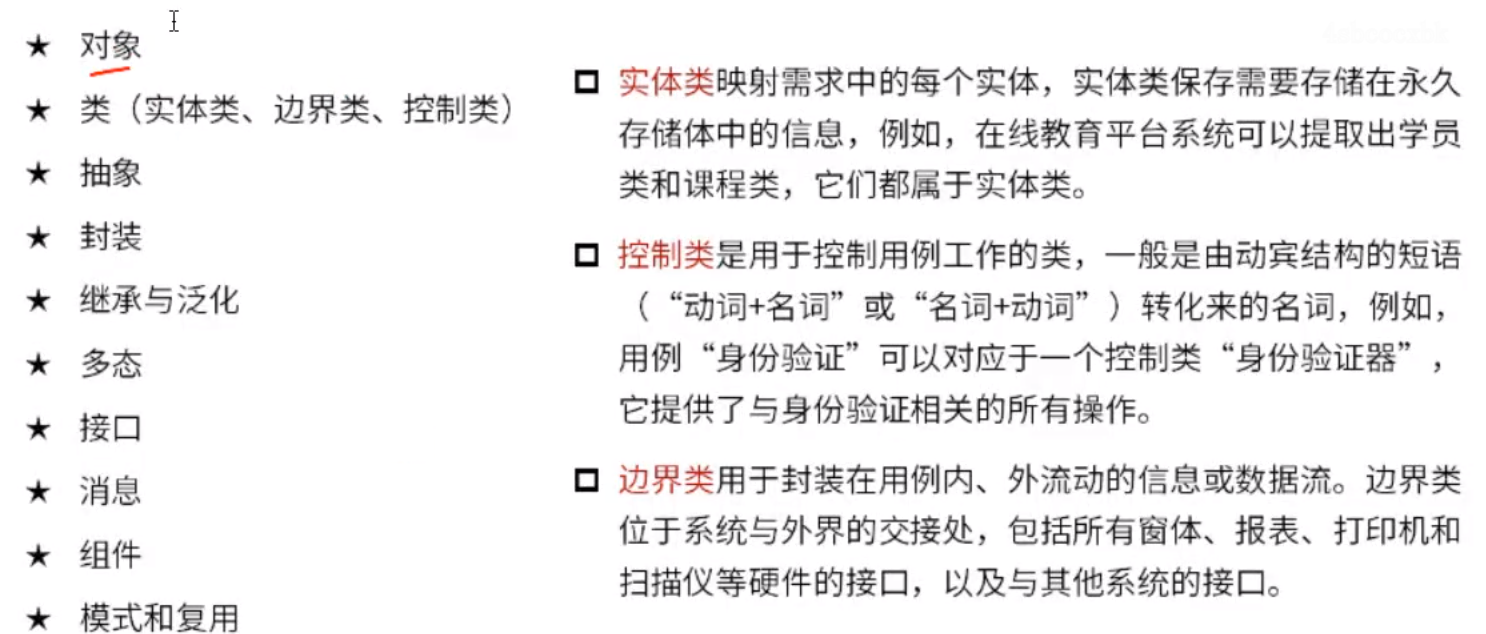 ★ 对象
★ 类（实体类、边界类、控制类）
★ 抽象
★ 封装
★ 继承与泛化
★ 多态
★ 接口
★ 消息
★ 组件
★ 模式和复用
实体类映射需求中的每个实体，实体类保存需要存储在永久
存储体中的信息，例如，在线教育平台系统可以提取出学员
类和课程类，它们都属于实体类。
控制类是用于控制用例工作的类，一般是由动宾结构的短语
（“动词+名词”或“名词+动词”）转化来的名词，例如，
用例“身份验证”可以对应于一个控制类“身份验证器”，
它提供了与身份验证相关的所有操作。
边界类用于封装在用例内、外流动的信息或数据流。边界类
位于系统与外界的交接处，包括所有窗体、报表、打印机和
扫描仪等硬件的接口，以及与其他系统的接口。